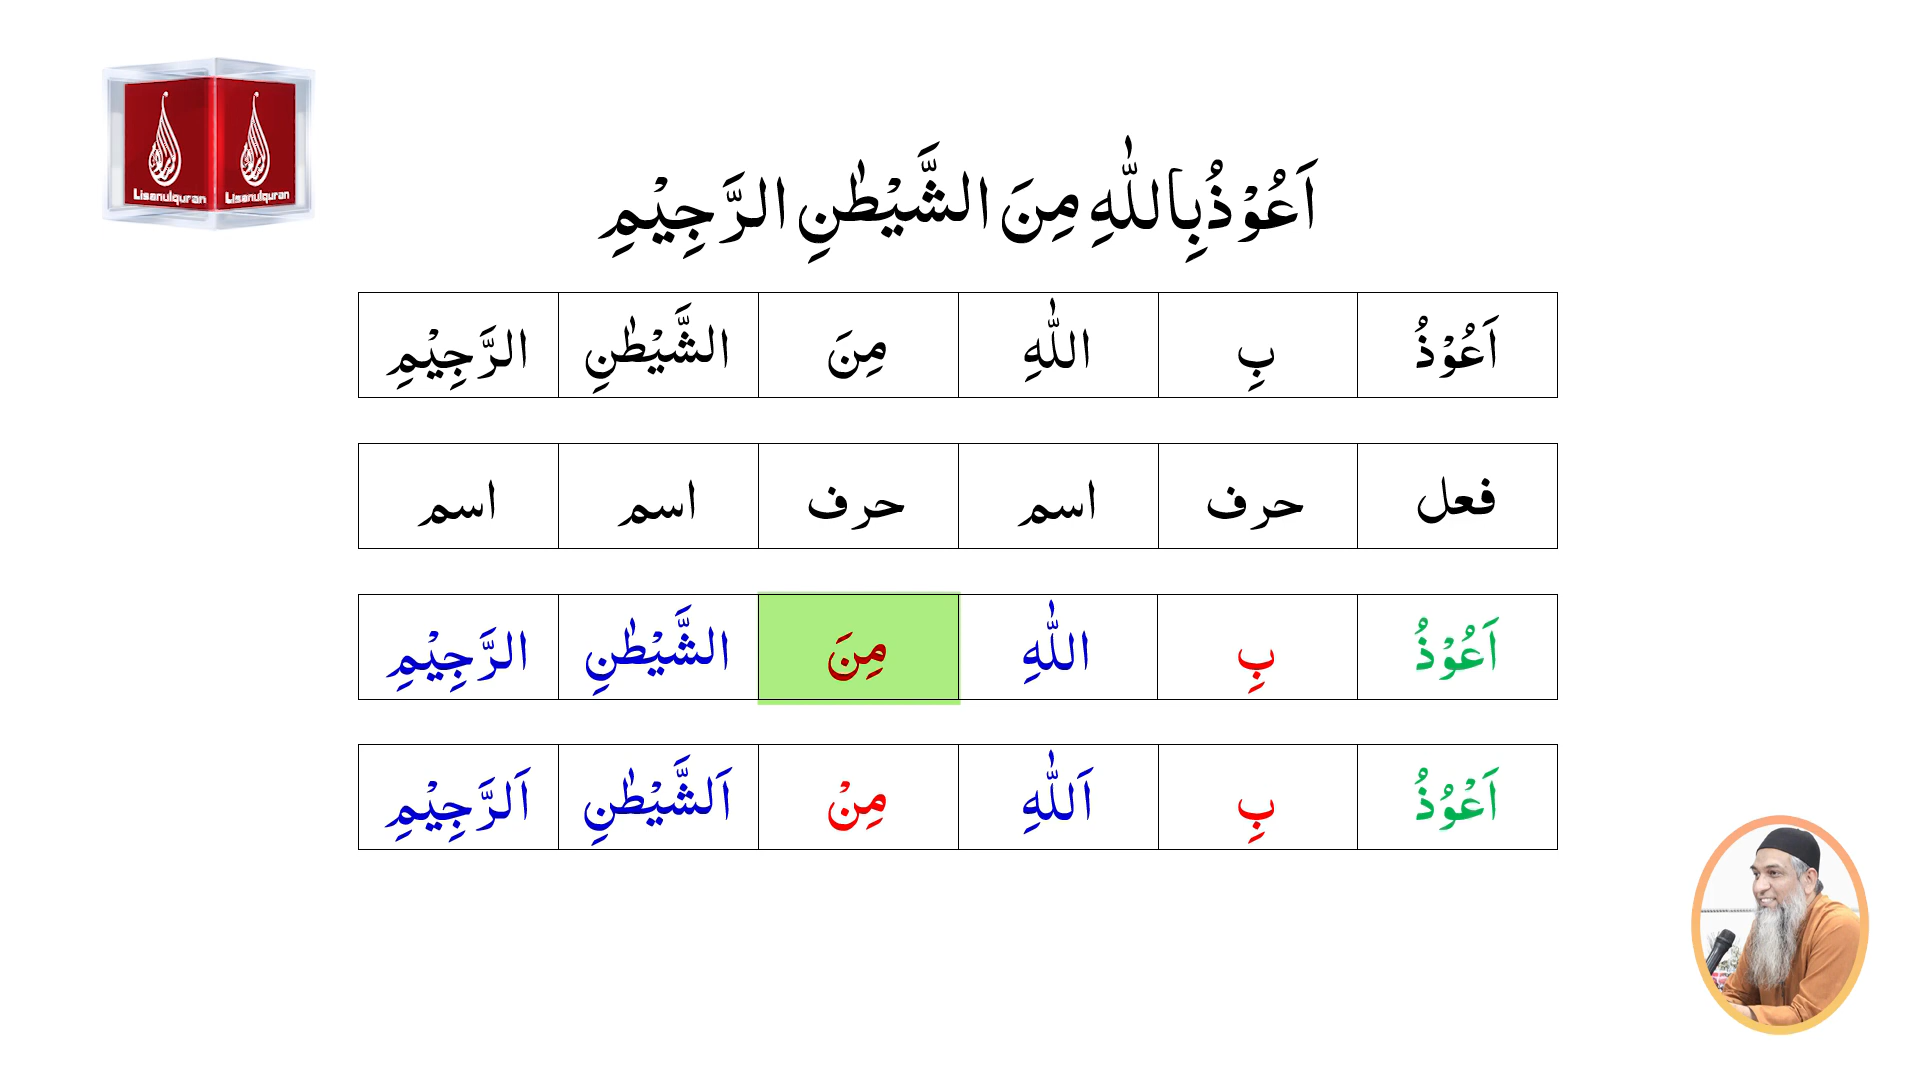 Lisanulquran Lisanulquran
اَعُوْذُبِاللّٰهِ مِنَ الشَّيْطٰنِ الرَّجِيْمِ
اَعُوْذُ بِ اللّٰهِ مِنَ الشَّيْطٰنِ الرَّجِيْمِ
فعل حرف اسم حرف اسم اسم
اَعُوْذُ بِ اللّٰهِ مِنَ الشَّيْطٰنِ الرَّجِيْمِ
اَعْوُذُ بِ اَللّٰهِ مِنْ اَلشَّيْطٰنِ اَلرَّجِيْمِ